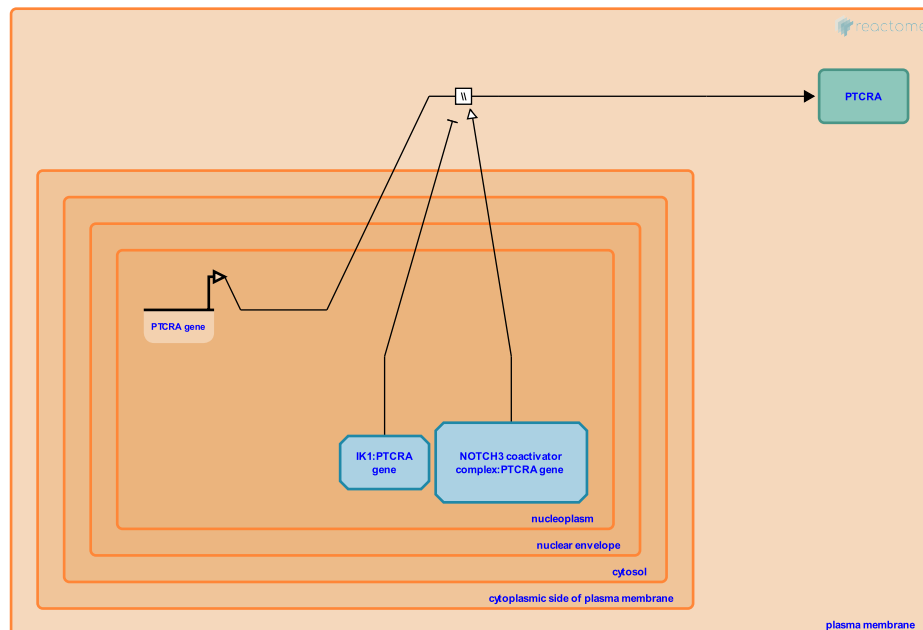 reactome
\\
PTCRA
PTCRA gene
IK1:PTCRA
gene
NOTCH3 coactivator
complex:PTCRA gene
nucleoplasm
nuclear envelope
cytosol
cytoplasmic side of plasma membrane
plasma membrane